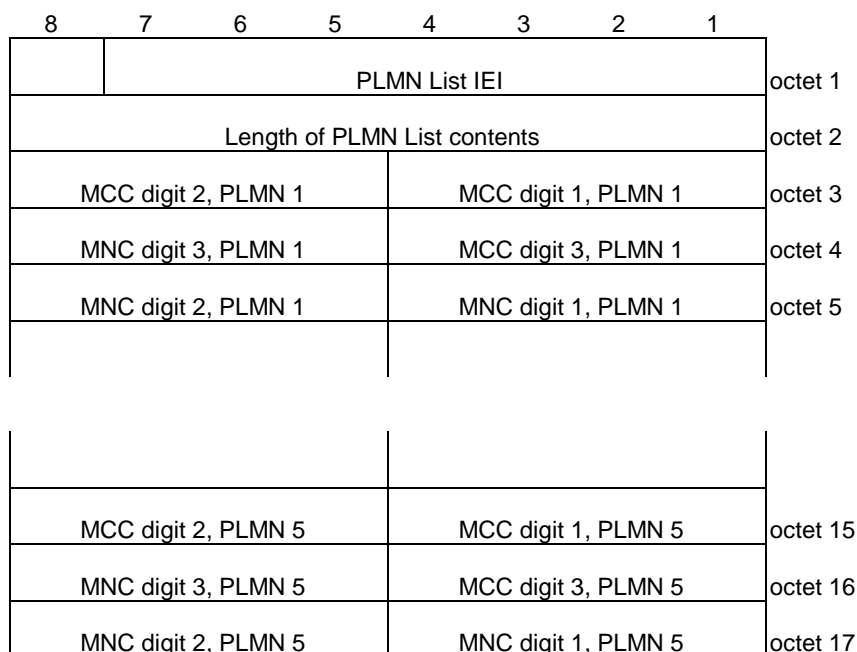 8 7 6 5 4 3 2 1
PLMN List IEI octet 1
Length of PLMN List contents octet 2
MCC digit 2, PLMN 1 MCC digit 1, PLMN 1 octet 3
MNC digit 3, PLMN 1 MCC digit 3, PLMN 1 octet 4
MNC digit 2, PLMN 1 MNC digit 1, PLMN 1 octet 5
MCC digit 2, PLMN 5 MCC digit 1, PLMN 5 octet 15
MNC digit 3, PLMN 5 MCC digit 3, PLMN 5 octet 16
MNC digit 2, PLMN 5 MNC digit 1, PLMN 5 octet 17